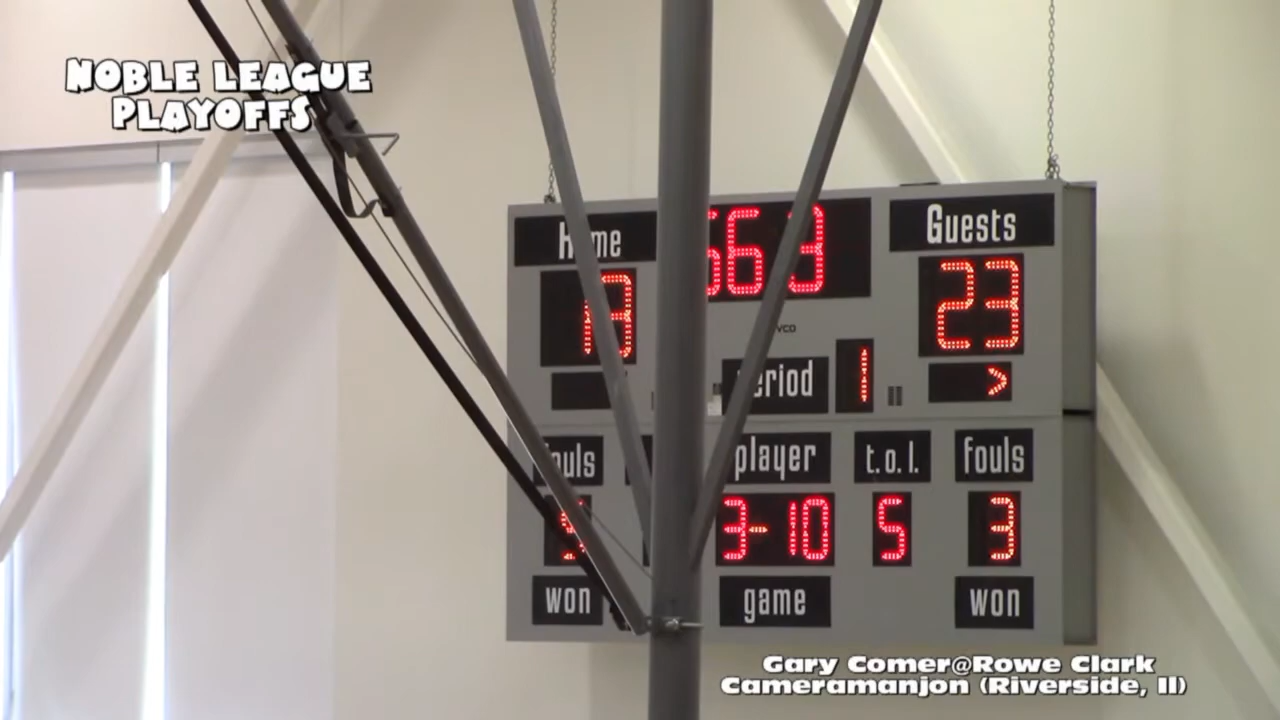 NOBLE LEAGUE
PLAYOFFS
Guests
23
Period
1
>
player
t.o.l.
fouls
3-10
5
3
won
game
won
Gary Comer@Rowe Clark
Cameramanjon (Riverside, Il)